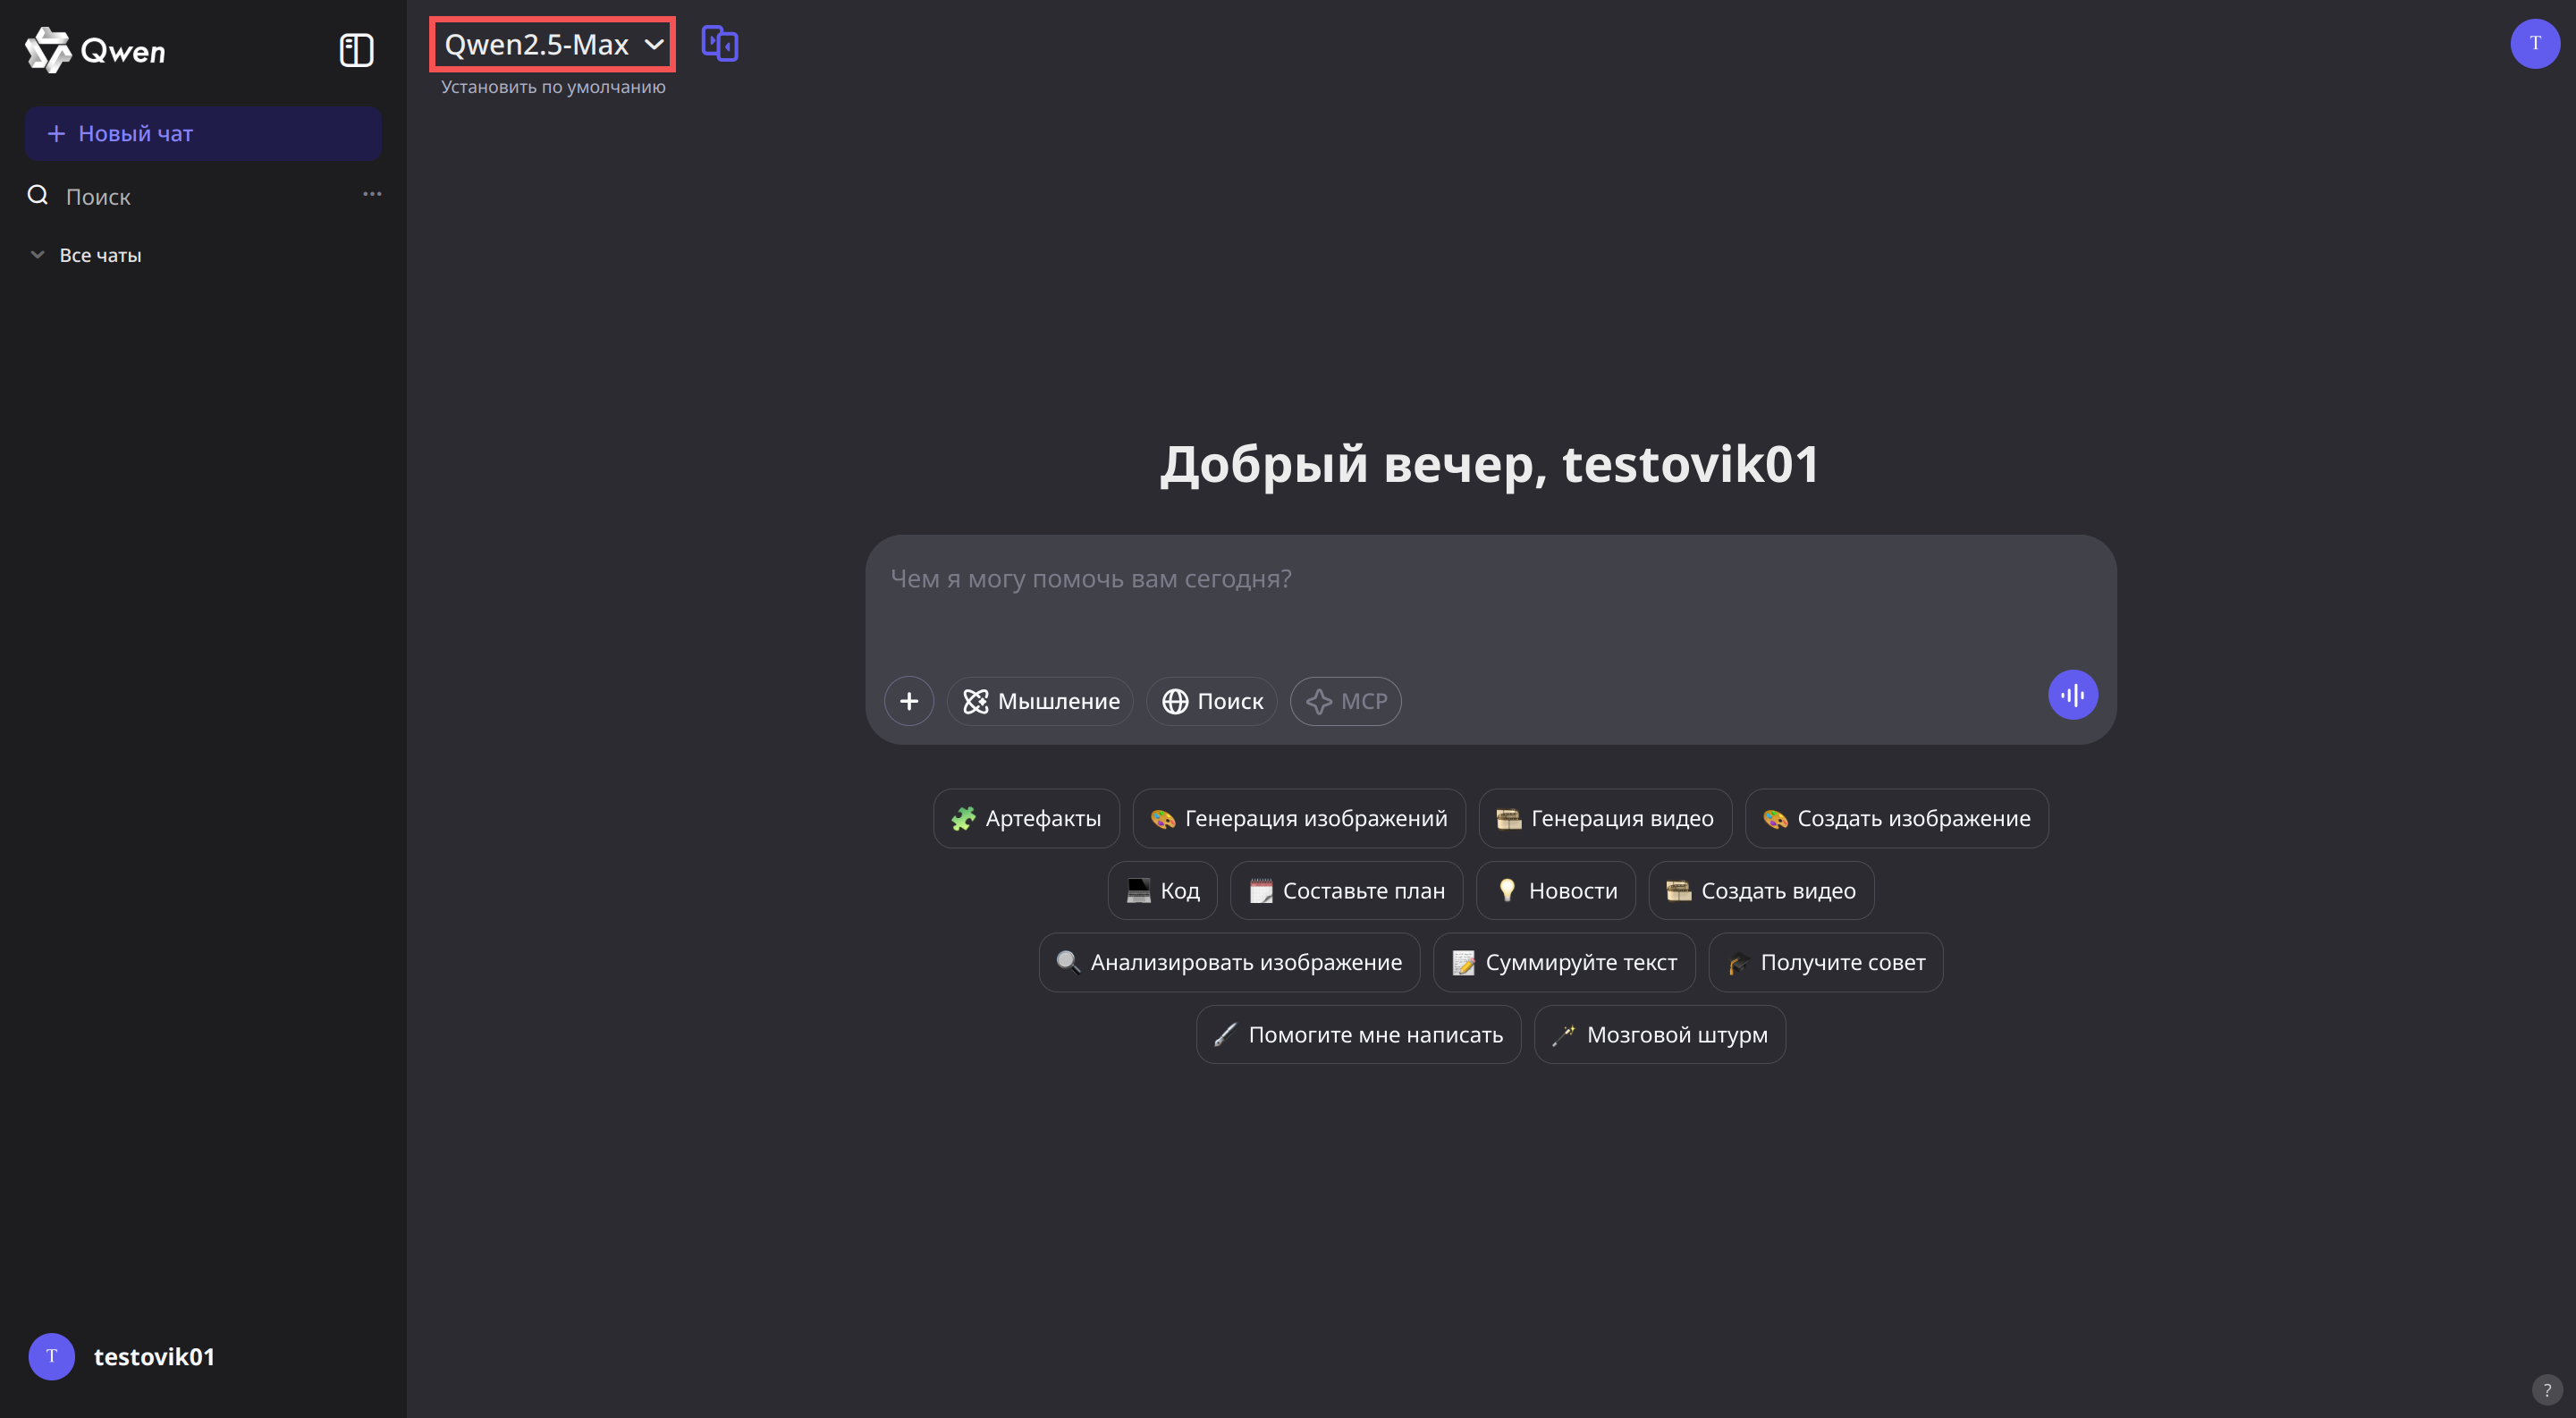 Qwen
Новый чат
Поиск
Все чаты
testovik01
T
Qwen2.5-Max
Установить по умолчанию
T
Добрый вечер, testovik01
Чем я могу помочь вам сегодня?
Мышление Поиск MCP
Артефакты Генерация изображений Генерация видео Создать изображение
Код Составьте план Новости Создать видео
Анализировать изображение Суммируйте текст Получите совет
Помогите мне написать Мозговой штурм
?